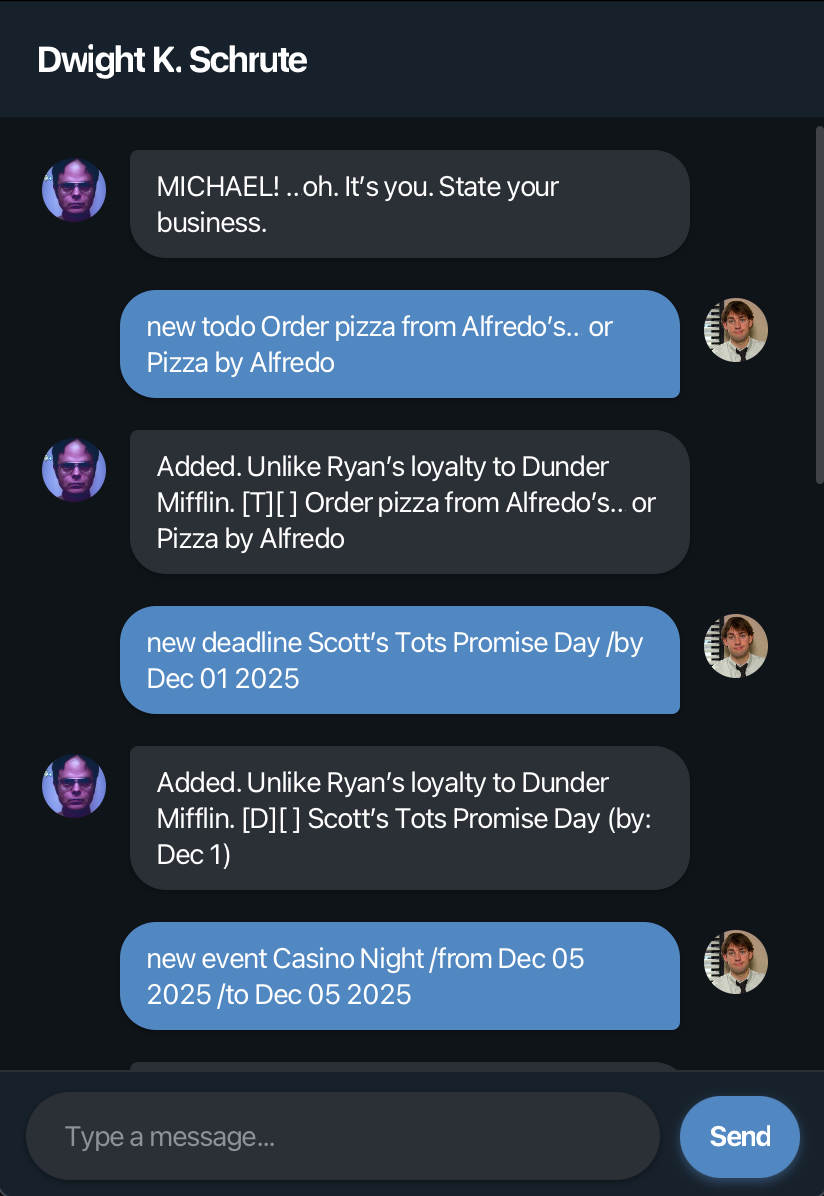 Dwight K. Schrute
MICHAEL! ..oh. It’s you. State your
business.
new todo Order pizza from Alfredo’s.. or
Pizza by Alfredo
Added. Unlike Ryan’s loyalty to Dunder
Mifflin. [T][ ] Order pizza from Alfredo’s.. or
Pizza by Alfredo
new deadline Scott’s Tots Promise Day /by
Dec 01 2025
Added. Unlike Ryan’s loyalty to Dunder
Mifflin. [D][ ] Scott’s Tots Promise Day (by:
Dec 1)
new event Casino Night /from Dec 05
2025 /to Dec 05 2025
Type a message...
Send